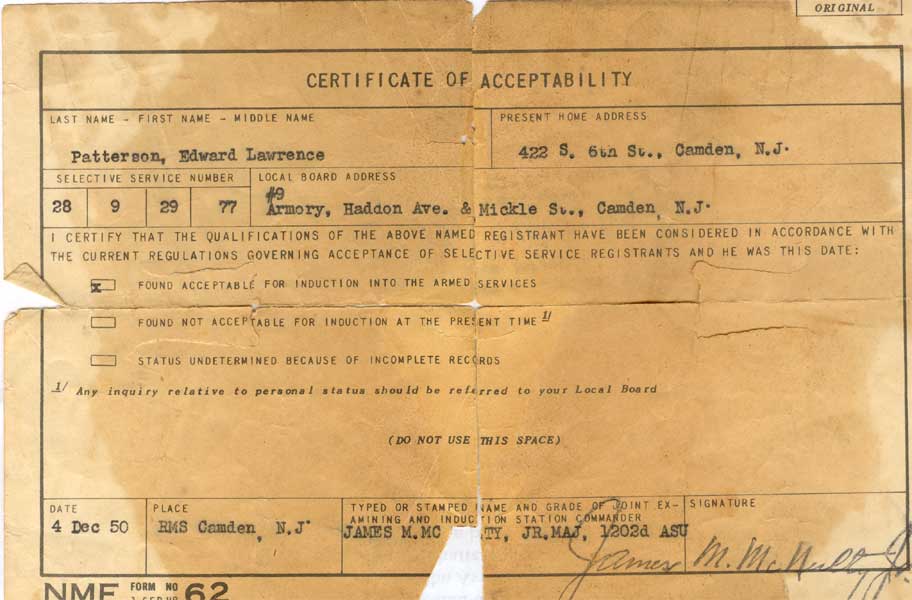 ORIGINAL
CERTIFICATE OF ACCEPTABILITY
LAST NAME - FIRST NAME - MIDDLE NAME
Patterson, Edward Lawrence
PRESENT HOME ADDRESS
422 S. 6th St., Camden, N.J.
SELECTIVE SERVICE NUMBER
28 9 29 77
LOCAL BOARD ADDRESS
#9
Armory, Haddon Ave. & Mickle St., Camden, N.J.
I CERTIFY THAT THE QUALIFICATIONS OF THE ABOVE NAMED REGISTRANT HAVE BEEN CONSIDERED IN ACCORDANCE WITH
THE CURRENT REGULATIONS GOVERNING ACCEPTANCE OF SELECTIVE SERVICE REGISTRANTS AND HE WAS THIS DATE:
x FOUND ACCEPTABLE FOR INDUCTION INTO THE ARMED SERVICES
FOUND NOT ACCEPTABLE FOR INDUCTION AT THE PRESENT TIME 1/
STATUS UNDETERMINED BECAUSE OF INCOMPLETE RECORDS
1/ Any inquiry relative to personal status should be referred to your Local Board
(DO NOT USE THIS SPACE)
DATE
4 Dec 50
PLACE
RMS Camden, N.J.
TYPED OR STAMPED NAME AND GRADE OF JOINT EX-
AMINING AND INDUCTION STATION COMMANDER
JAMES M.MC TY, JR.MAJ, 1202d ASU
SIGNATURE
James M. McNulty Jr
NME FORM NO 62